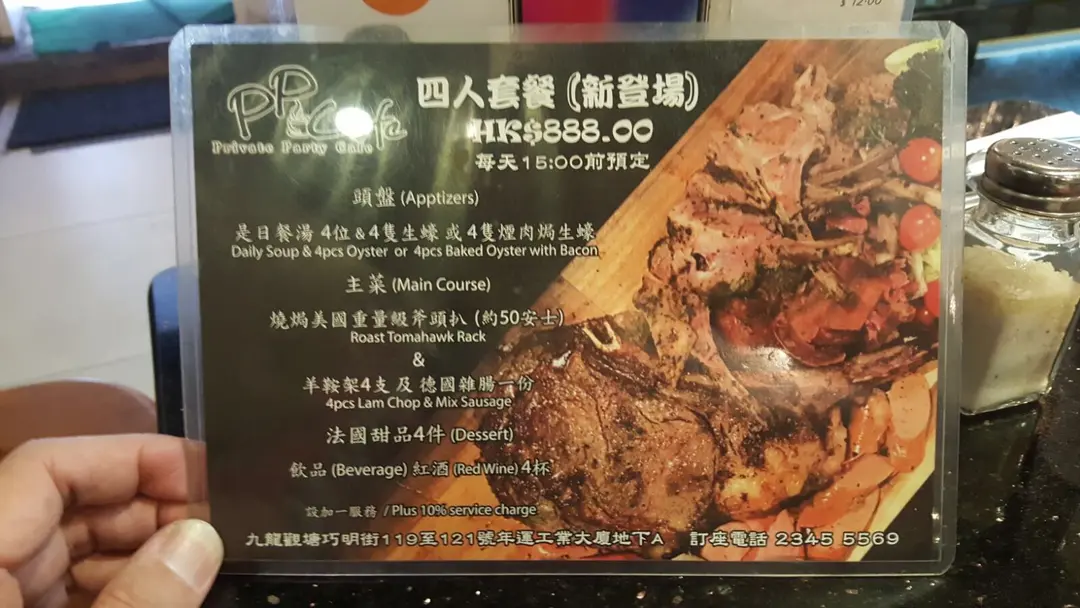 $ 12.00
PP Cafe
Private Party Cafe
四人套餐 (新登場)
HK$888.00
每天15:00前預定
頭盤 (Apptizers)
是日餐湯 4位 & 4隻生蠔 或 4隻煙肉焗生蠔
Daily Soup & 4pcs Oyster or 4pcs Baked Oyster with Bacon
主菜 (Main Course)
燒焗美國重量級斧頭扒 (約50安士)
Roast Tomahawk Rack
&
羊鞍架4支 及 德國雜腸一份
4pcs Lam Chop & Mix Sausage
法國甜品4件 (Dessert)
飲品 (Beverage) 紅酒 (Red Wine) 4杯
設加一服務 / Plus 10% service charge
九龍觀塘巧明街119至121號年運工業大廈地下A 訂座電話 2345 5569